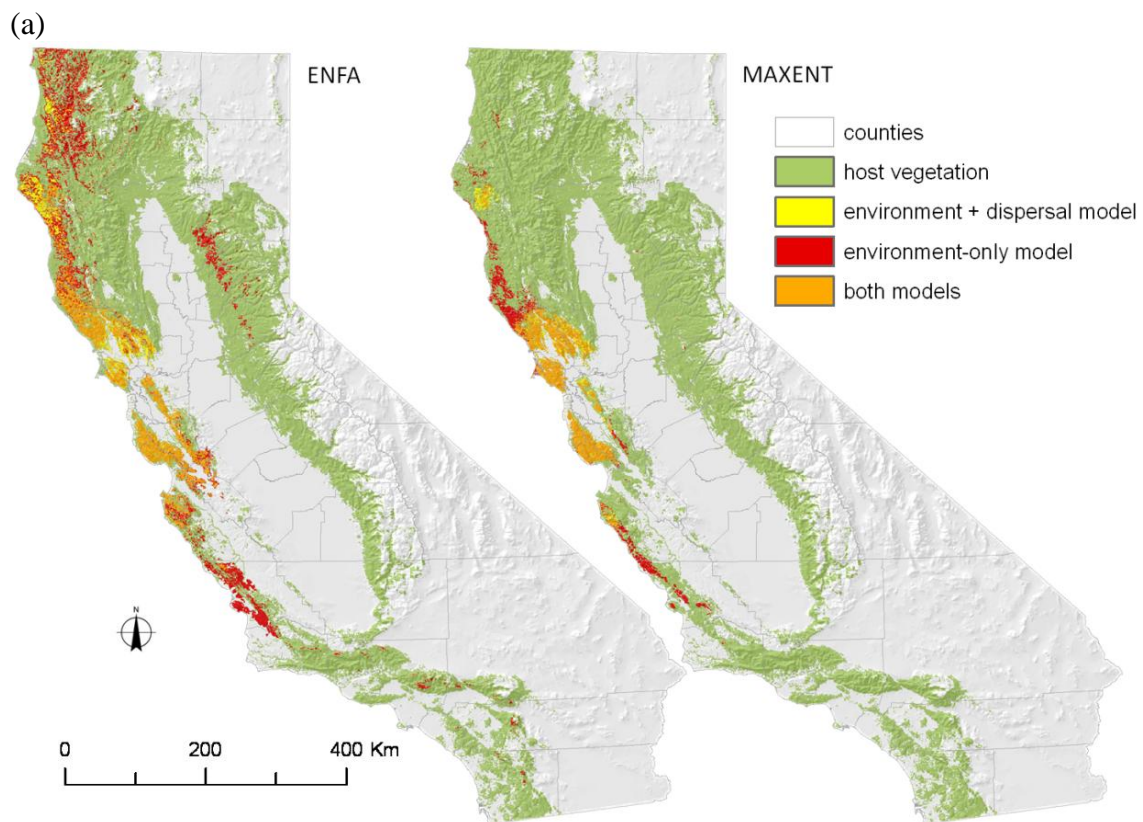 (a)
ENFA
MAXENT
counties
host vegetation
environment + dispersal model
environment-only model
both models
N
0 200 400 Km